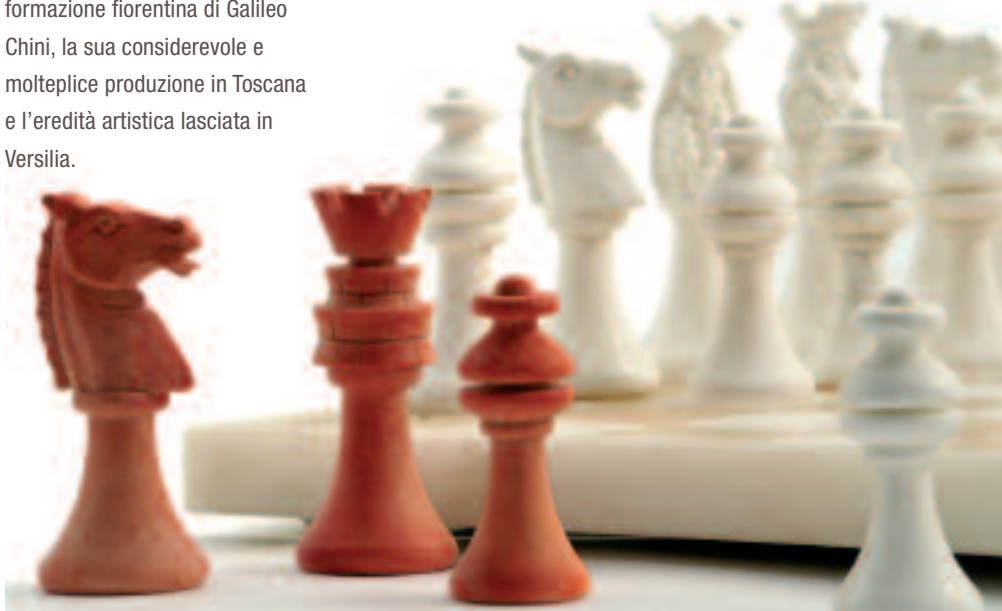 formazione fiorentina di Galileo
Chini, la sua considerevole e
molteplice produzione in Toscana
e l'eredità artistica lasciata in
Versilia.